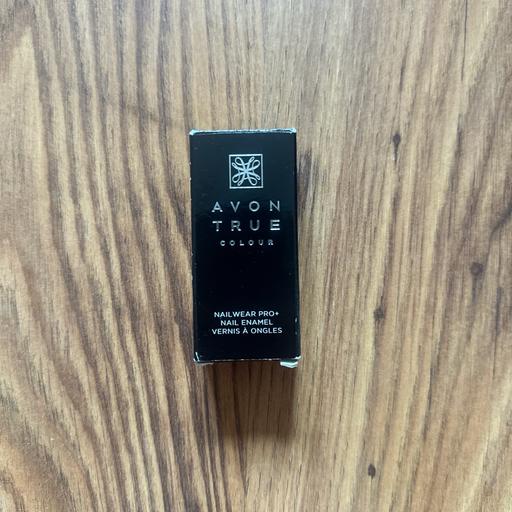 AVON
TRUE
COLOUR
NAILWEAR PRO+
NAIL ENAMEL
VERNIS À ONGLES